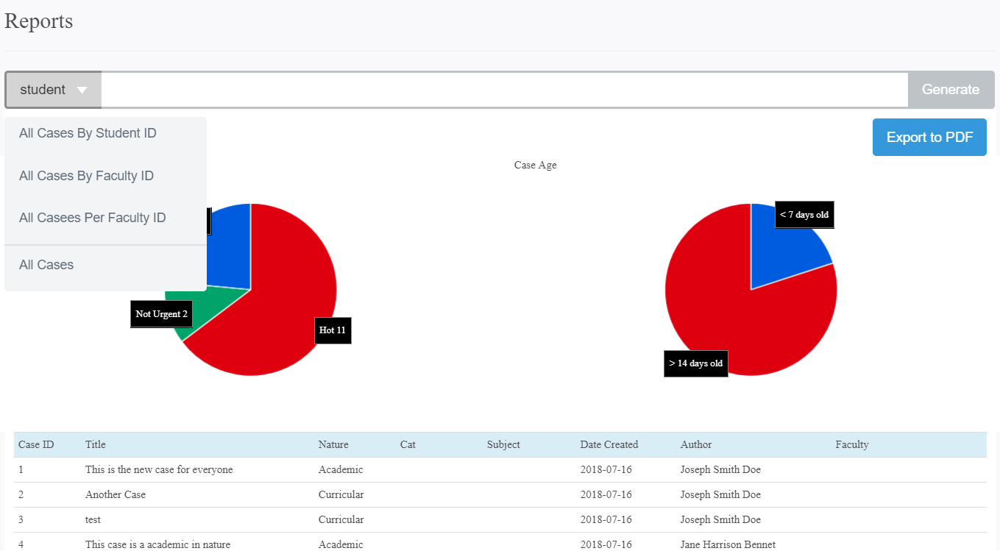 Reports
student
Generate
All Cases By Student ID
All Cases By Faculty ID
All Casees Per Faculty ID
All Cases
Export to PDF
Case Age
Not Urgent 2
Hot 11
< 7 days old
> 14 days old
Case ID Title Nature Cat Subject Date Created Author Faculty
1 This is the new case for everyone Academic 2018-07-16 Joseph Smith Doe
2 Another Case Curricular 2018-07-16 Joseph Smith Doe
3 test Curricular 2018-07-16 Joseph Smith Doe
4 This case is a academic in nature Academic 2018-07-16 Jane Harrison Bennet